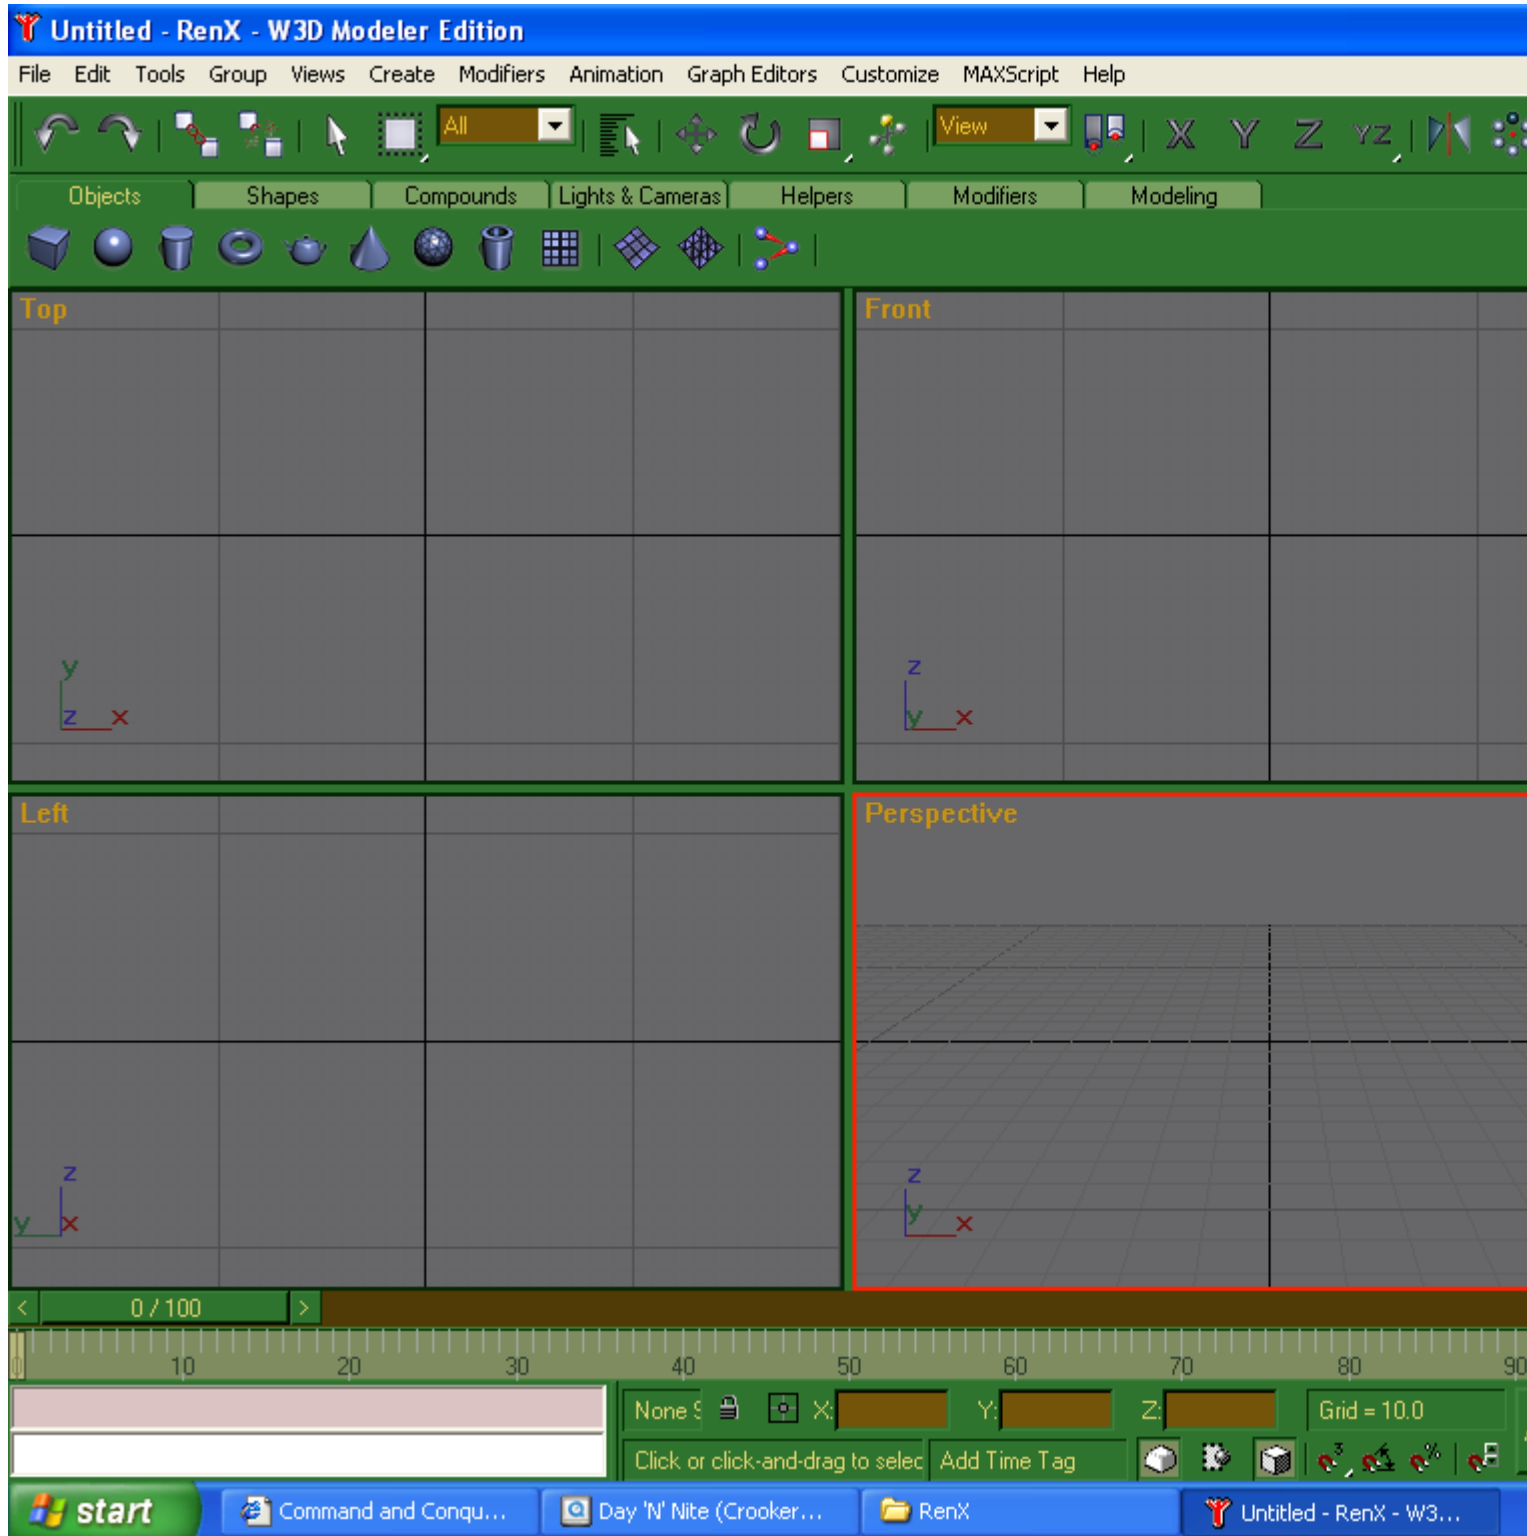 Untitled - RenX - W3D Modeler Edition
File Edit Tools Group Views Create Modifiers Animation Graph Editors Customize MAXScript Help
All View X Y Z YZ
Objects Shapes Compounds Lights & Cameras Helpers Modifiers Modeling
Top
Front
y
z x
z
y x
Left
Perspective
z
y x
z
y x
< 0 / 100 >
0 10 20 30 40 50 60 70 80 90
None S X: Y: Z: Grid = 10.0
Click or click-and-drag to selec Add Time Tag 3 %
start Command and Conqu... Day 'N' Nite (Crooker... RenX Untitled - RenX - W3...